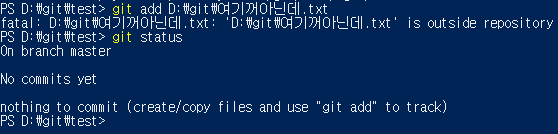 PS D:₩git₩test> git add D:₩git₩여기꺼아닌데.txt
fatal: D:₩git₩여기꺼아닌데.txt: 'D:₩git₩여기꺼아닌데.txt' is outside repository
PS D:₩git₩test> git status
On branch master

No commits yet

nothing to commit (create/copy files and use "git add" to track)
PS D:₩git₩test>